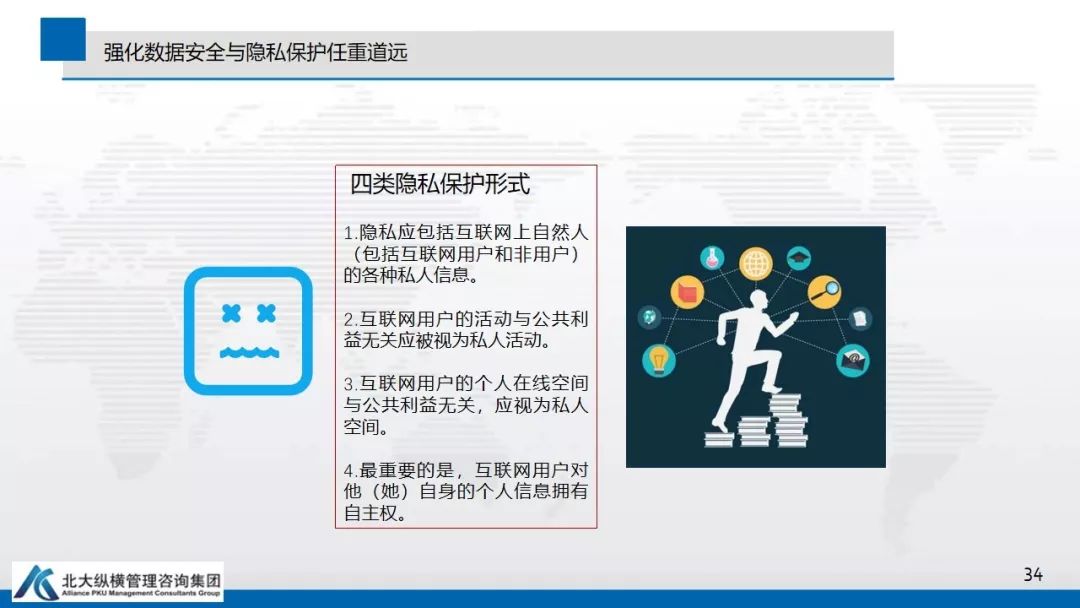 强化数据安全与隐私保护任重道远
四类隐私保护形式
1.隐私应包括互联网上自然人
（包括互联网用户和非用户）
的各种私人信息。
2.互联网用户的活动与公共利
益无关应被视为私人活动。
3.互联网用户的个人在线空间
与公共利益无关，应视为私人
空间。
4.最重要的是，互联网用户对
他（她）自身的个人信息拥有
自主权。
北大纵横管理咨询集团
Alliance PKU Management Consultants Group
34